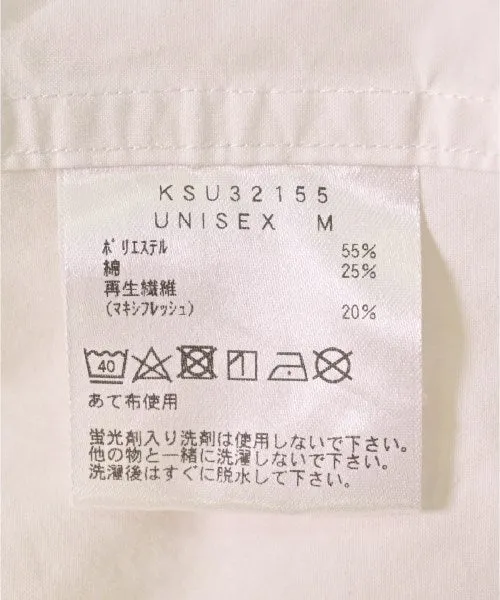 KSU32155
UNISEX M
ポリエステル 55%
綿 25%
再生繊維
(マキシフレッシュ) 20%
40
あて布使用
蛍光剤入り洗剤は使用しないで下さい。
他の物と一緒に洗濯しないで下さい。
洗濯後はすぐに脱水して下さい。